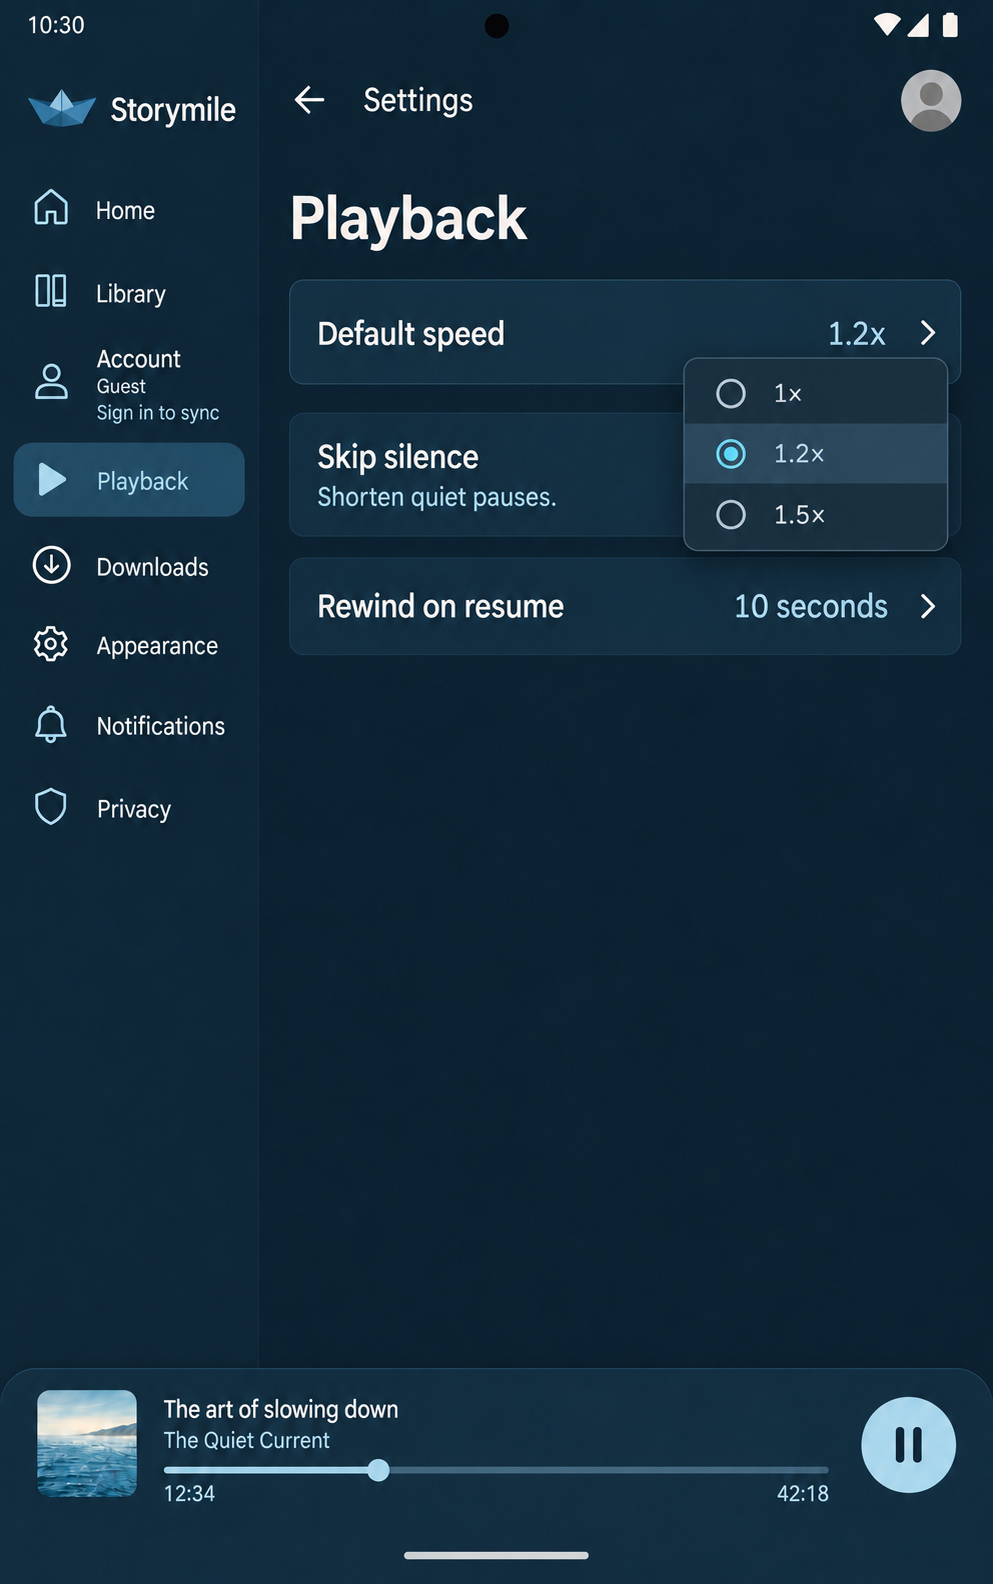 10:30
Storymile
Home
Library
Account
Guest
Sign in to sync
Playback
Downloads
Appearance
Notifications
Privacy
Settings
Playback
Default speed 1.2x
1x
1.2x
1.5x
Skip silence
Shorten quiet pauses.
Rewind on resume 10 seconds
The art of slowing down
The Quiet Current
12:34 42:18